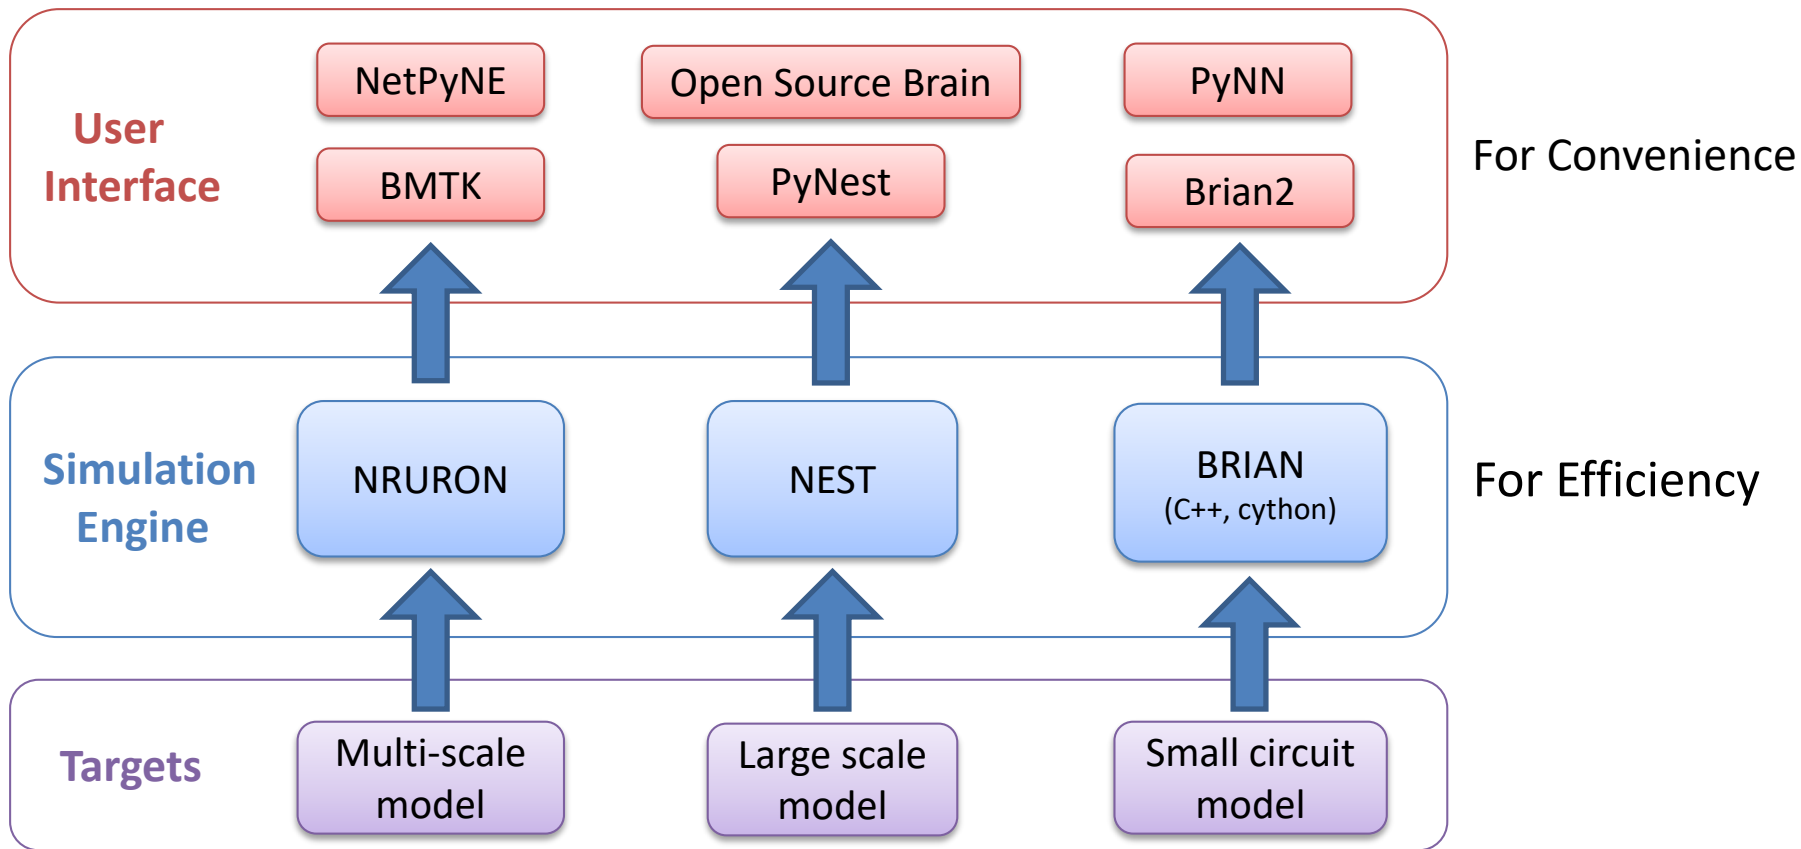 User
Interface
NetPyNE
Open Source Brain
PyNN
BMTK
PyNest
Brian2
For Convenience
Simulation
Engine
NRURON
NEST
BRIAN
(C++, cython)
For Efficiency
Targets
Multi-scale
model
Large scale
model
Small circuit
model